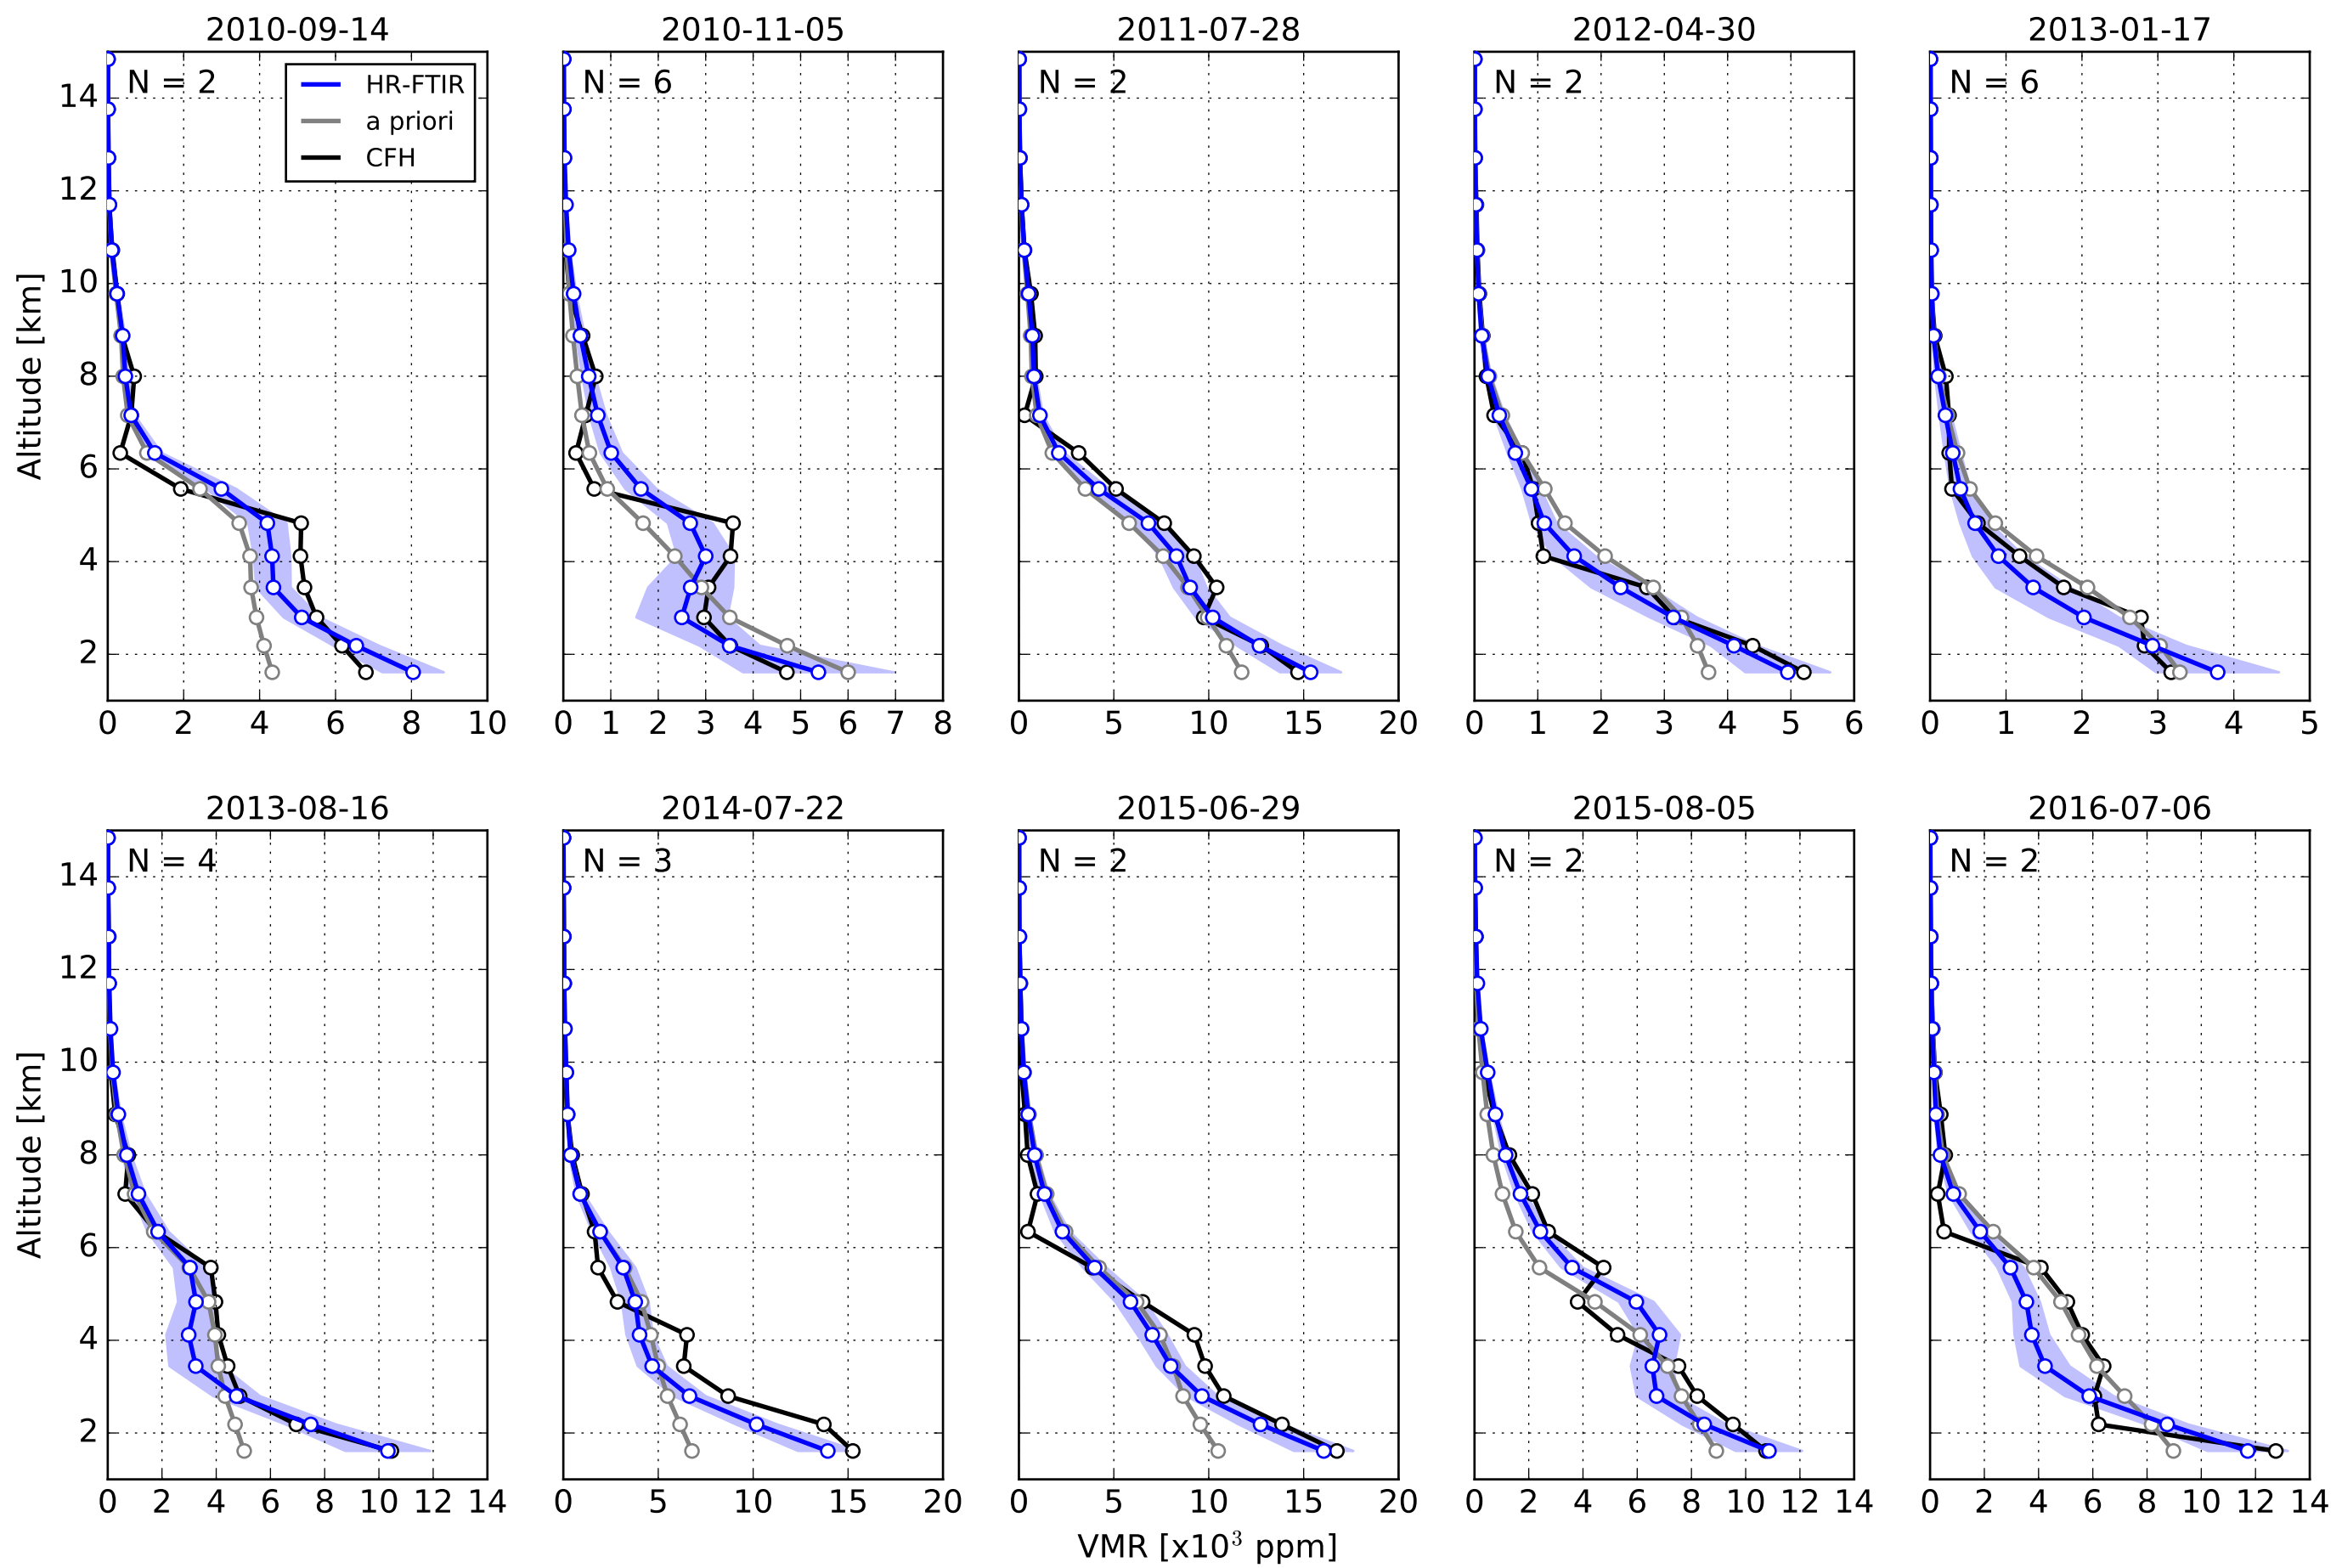 2010-09-14 2010-11-05 2011-07-28 2012-04-30 2013-01-17
N = 2 N = 6 N = 2 N = 2 N = 6
HR-FTIR
a priori
CFH
Altitude [km]
14
12
10
8
6
4
2
0 2 4 6 8 10
0 1 2 3 4 5 6 7 8
0 5 10 15 20
0 1 2 3 4 5 6
0 1 2 3 4 5
2013-08-16 2014-07-22 2015-06-29 2015-08-05 2016-07-06
N = 4 N = 3 N = 2 N = 2 N = 2
Altitude [km]
14
12
10
8
6
4
2
0 2 4 6 8 10 12 14
0 5 10 15 20
0 5 10 15 20
0 2 4 6 8 10 12 14
0 2 4 6 8 10 12 14
VMR [x10³ ppm]